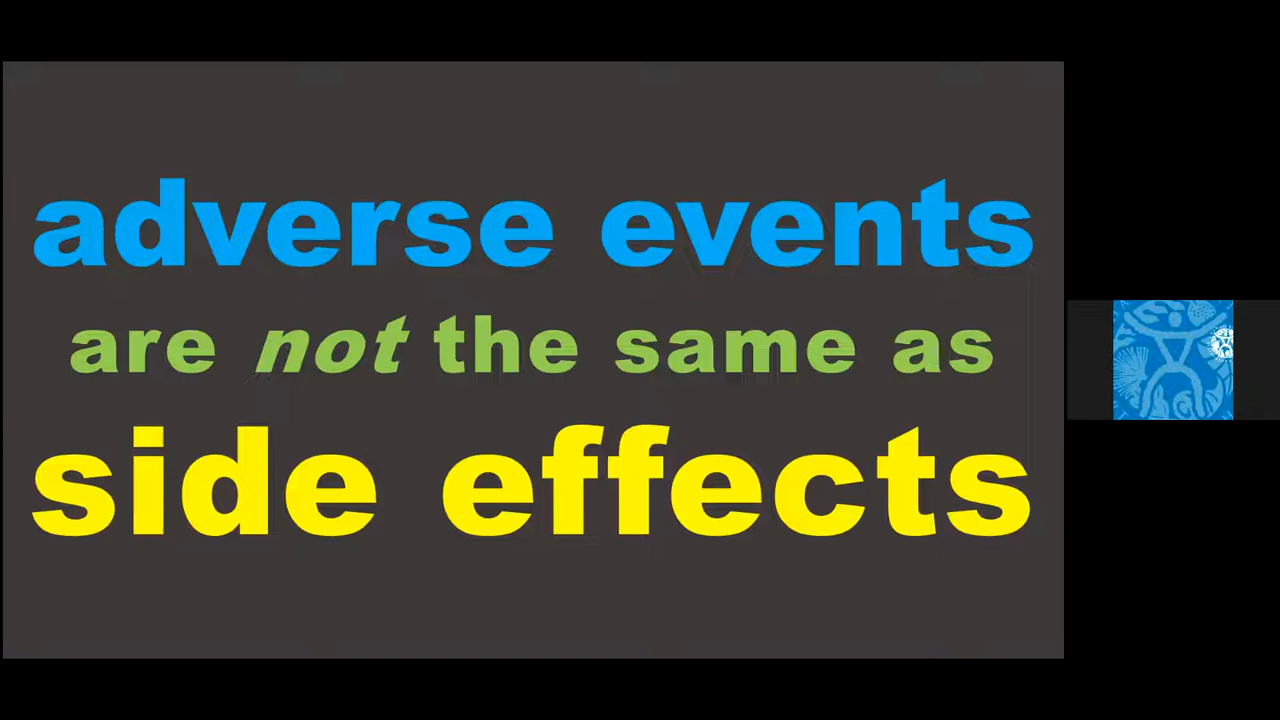 adverse events
are not the same as
side effects